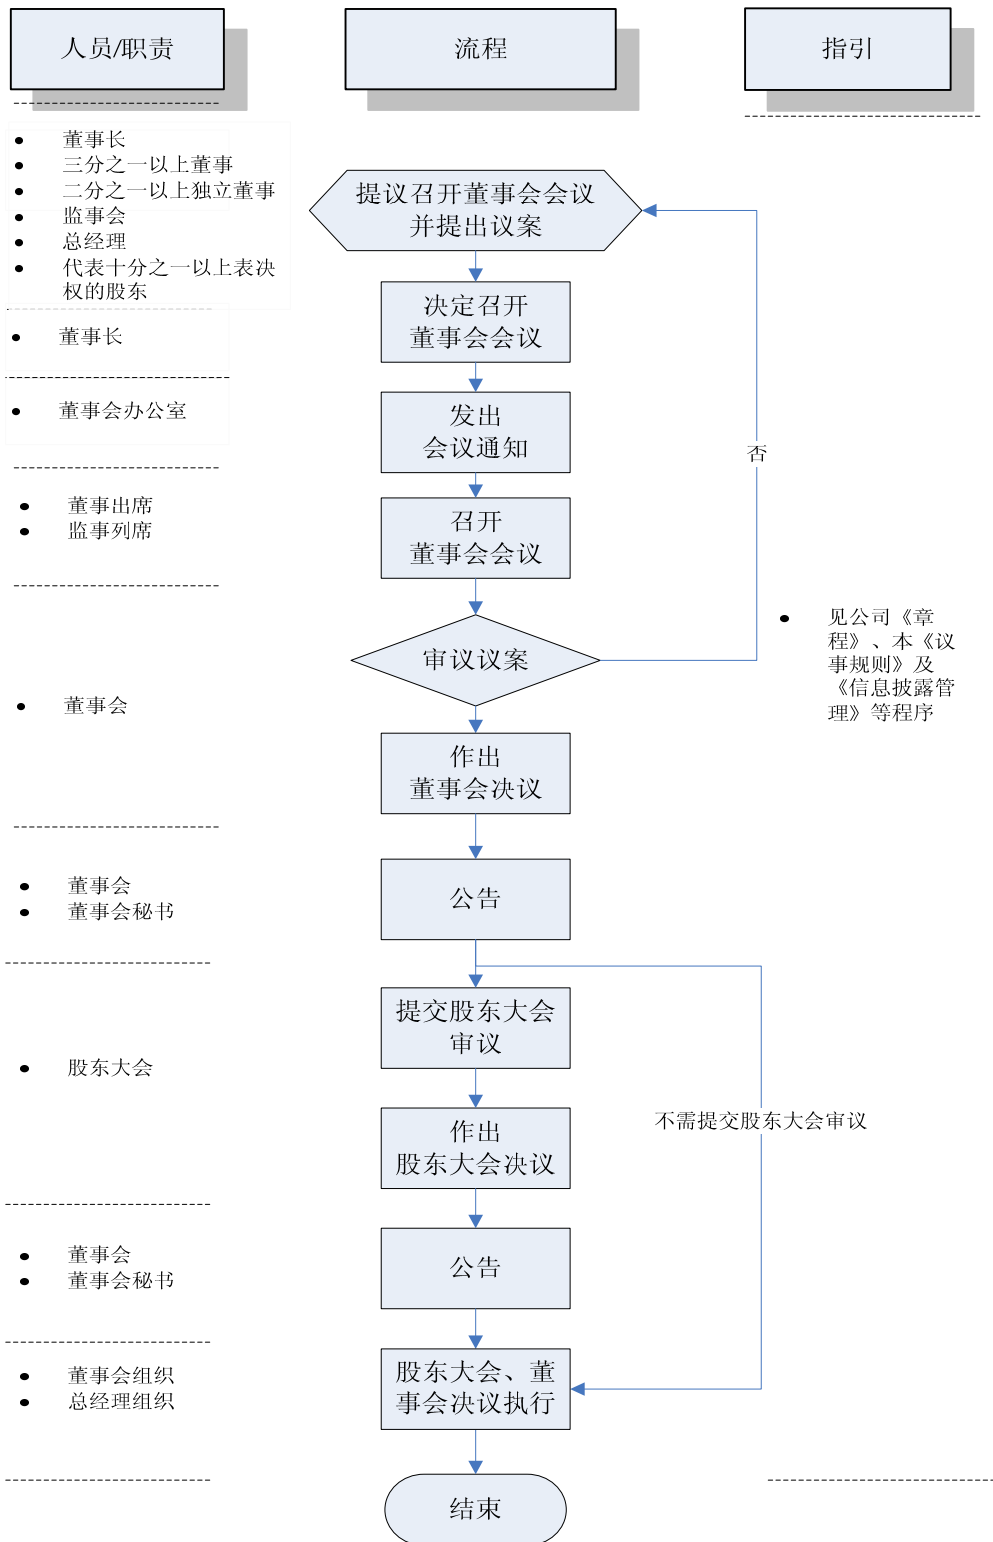 人员/职责
流程
指引
董事长
三分之一以上董事
二分之一以上独立董事
监事会
总经理
代表十分之一以上表决
权的股东
提议召开董事会会议
并提出议案
董事长
决定召开
董事会会议
董事会办公室
发出
会议通知
否
董事出席
监事列席
召开
董事会会议
见公司《章
程》、本《议
事规则》及
《信息披露管
理》等程序
审议议案
董事会
作出
董事会决议
董事会
董事会秘书
公告
股东大会
提交股东大会
审议
不需提交股东大会审议
作出
股东大会决议
董事会
董事会秘书
公告
董事会组织
总经理组织
股东大会、董
事会决议执行
结束